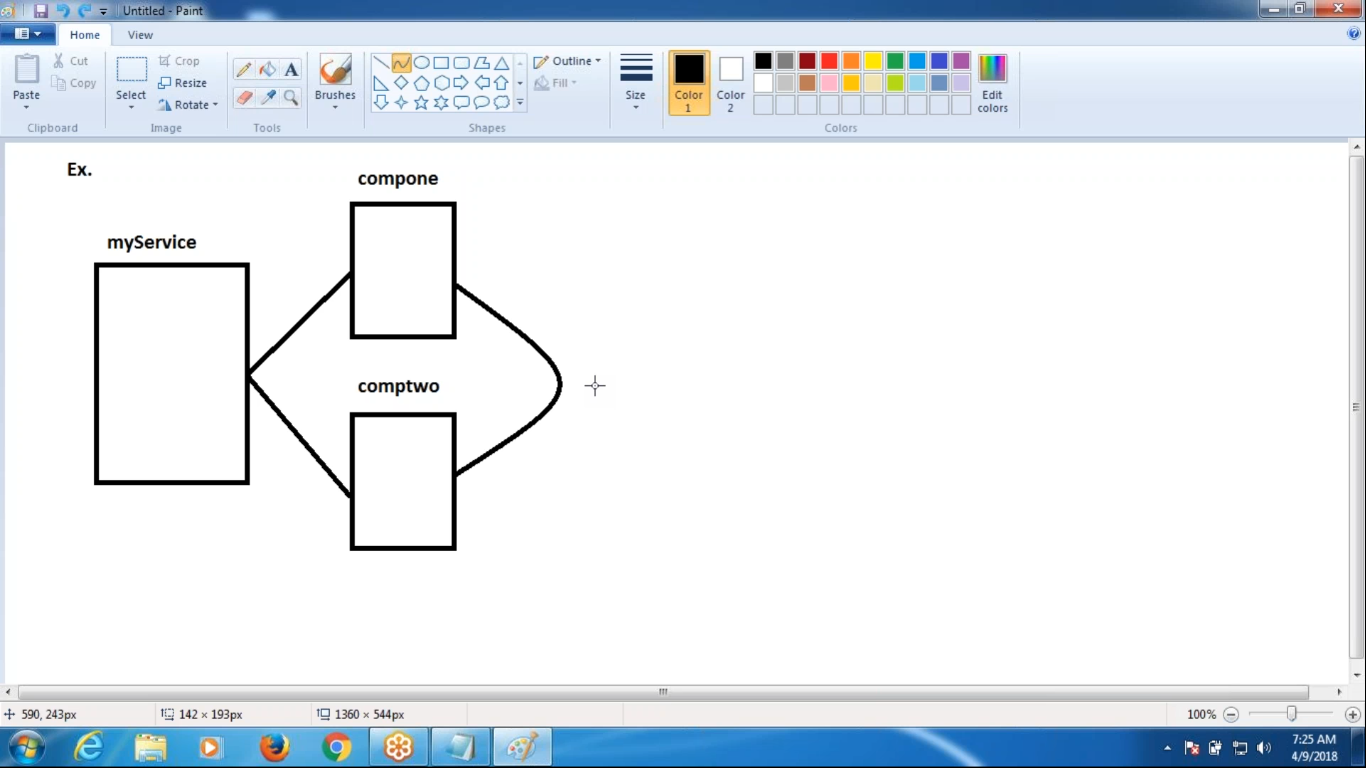 Untitled - Paint
Home View
Paste
Cut
Copy
Clipboard
Select
Crop
Resize
Rotate
Image
A
Tools
Brushes
Outline
Fill
Shapes
Size
Color 1
Color 2
Edit colors
Colors
Ex.
compone
myService
comptwo
590, 243px
142 × 193px
1360 × 544px
100%
7:25 AM
4/9/2018